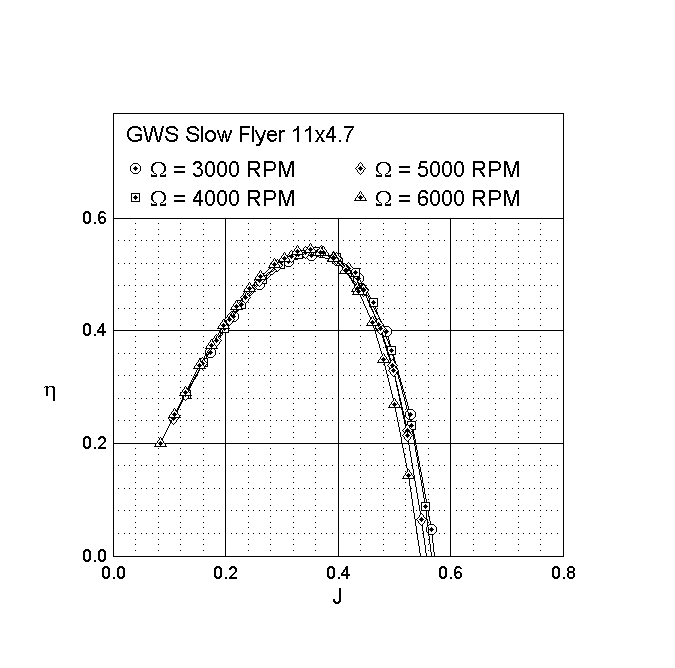 GWS Slow Flyer 11x4.7
Ω = 3000 RPM
Ω = 5000 RPM
Ω = 4000 RPM
Ω = 6000 RPM
0.6
0.4
η
0.2
0.0
0.0 0.2 0.4 0.6 0.8
J